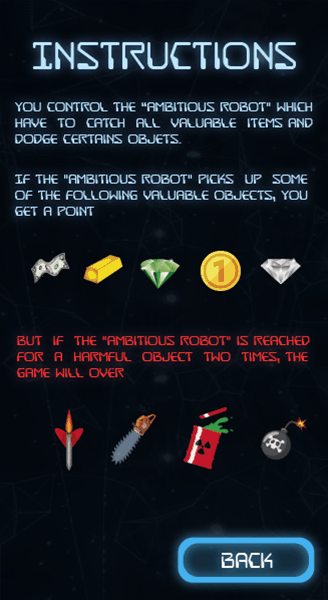 INSTRUCTIONS
YOU CONTROL THE "AMBITIOUS ROBOT" WHICH
HAVE TO CATCH ALL VALUABLE ITEMS AND
DODGE CERTAINS OBJETS.
IF THE "AMBITIOUS ROBOT" PICKS UP SOME
OF THE FOLLOWING VALUABLE OBJECTS, YOU
GET A POINT
1
BUT IF THE "AMBITIOUS ROBOT" IS REACHED
FOR A HARMFUL OBJECT TWO TIMES, THE
GAME WILL OVER
BACK